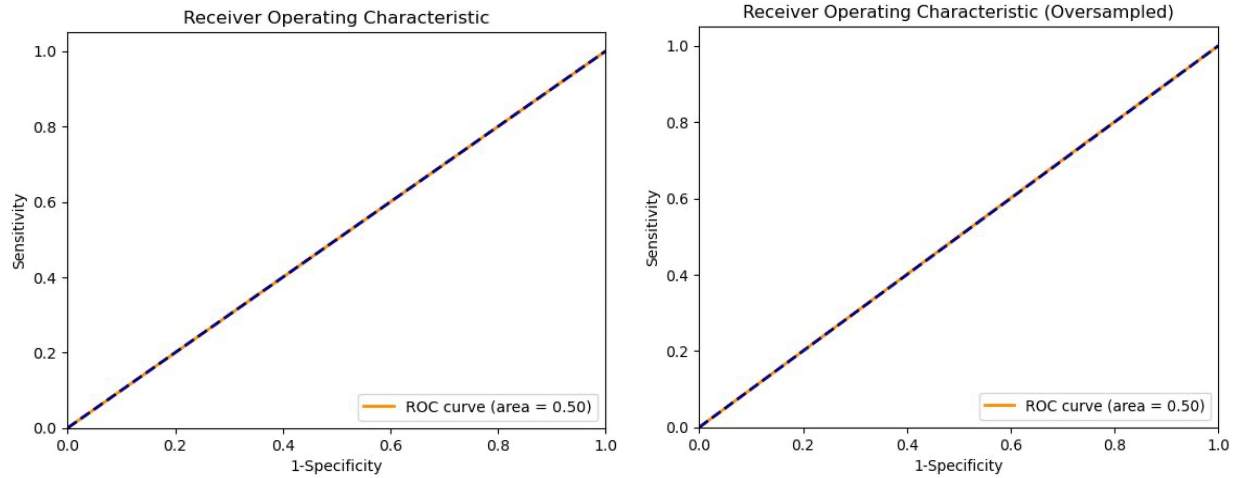 Receiver Operating Characteristic
1.0
0.8
0.6
0.4
0.2
0.0
Sensitivity
ROC curve (area = 0.50)
0.0 0.2 0.4 0.6 0.8 1.0
1-Specificity
Receiver Operating Characteristic (Oversampled)
1.0
0.8
0.6
0.4
0.2
0.0
Sensitivity
ROC curve (area = 0.50)
0.0 0.2 0.4 0.6 0.8 1.0
1-Specificity